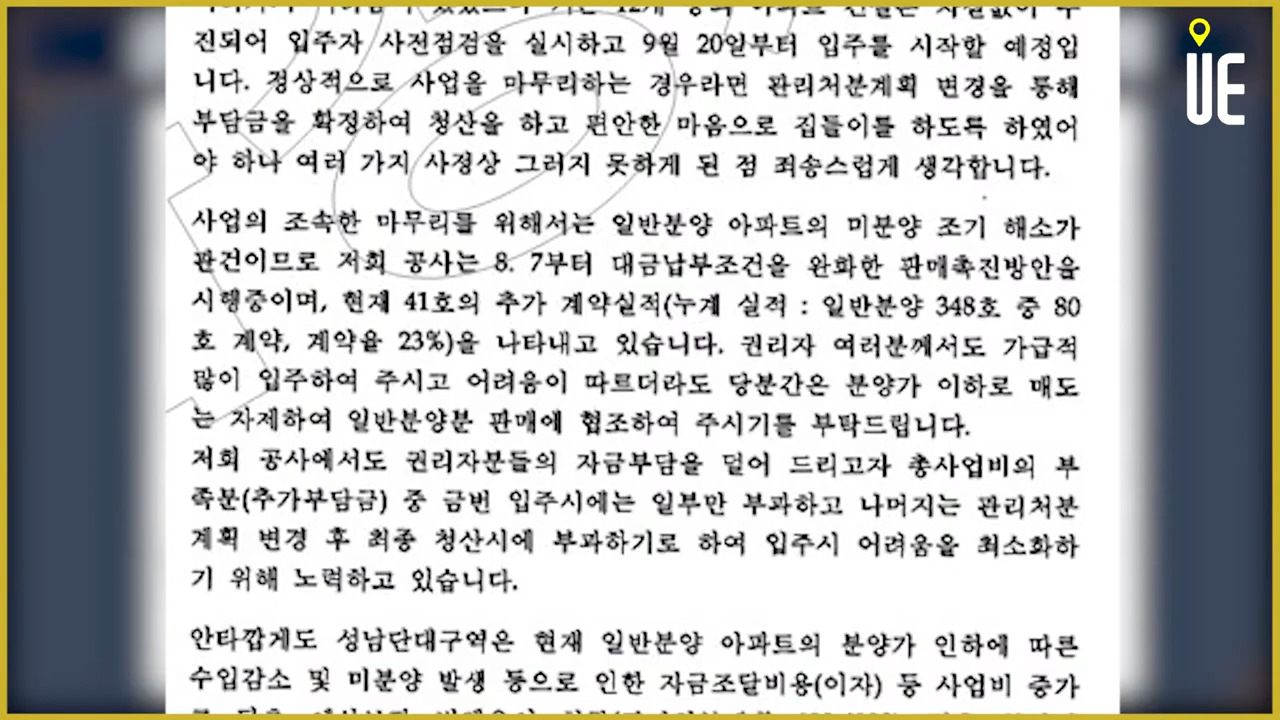 진되어 입주자 사전점검을 실시하고 9월 20일부터 입주를 시작할 예정입
니다. 정상적으로 사업을 마무리하는 경우라면 관리처분계획 변경을 통해
부담금을 확정하여 청산을 하고 편안한 마음으로 집들이를 하도록 하였어
야 하나 여러 가지 사정상 그러지 못하게 된 점 죄송스럽게 생각합니다.
사업의 조속한 마무리를 위해서는 일반분양 아파트의 미분양 조기 해소가
관건이므로 저희 공사는 8. 7부터 대금납부조건을 완화한 판매촉진방안을
시행중이며, 현재 41호의 추가 계약실적(누계 실적 : 일반분양 348호 중 80
호 계약, 계약율 23%)을 나타내고 있습니다. 권리자 여러분께서도 가급적
많이 입주하여 주시고 어려움이 따르더라도 당분간은 분양가 이하로 매도
는 자제하여 일반분양분 판매에 협조하여 주시기를 부탁드립니다.
저희 공사에서도 권리자분들의 자금부담을 덜어 드리고자 총사업비의 부
족분(추가부담금) 중 금번 입주시에는 일부만 부과하고 나머지는 관리처분
계획 변경 후 최종 청산시에 부과하기로 하여 입주시 어려움을 최소화하
기 위해 노력하고 있습니다.
안타깝게도 성남단대구역은 현재 일반분양 아파트의 분양가 인하에 따른
수입감소 및 미분양 발생 등으로 인한 자금조달비용(이자) 등 사업비 증가
UE